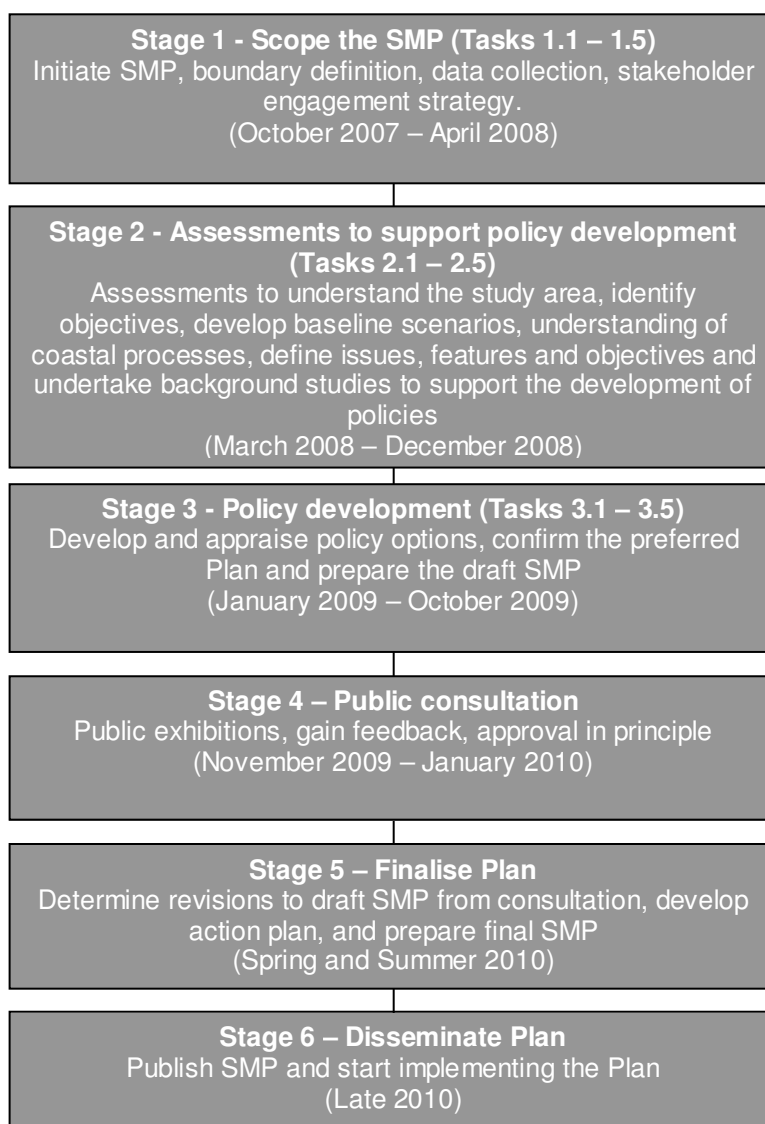 Stage 1 - Scope the SMP (Tasks 1.1 – 1.5)
Initiate SMP, boundary definition, data collection, stakeholder
engagement strategy.
(October 2007 – April 2008)
Stage 2 - Assessments to support policy development
(Tasks 2.1 – 2.5)
Assessments to understand the study area, identify
objectives, develop baseline scenarios, understanding of
coastal processes, define issues, features and objectives and
undertake background studies to support the development of
policies
(March 2008 – December 2008)
Stage 3 - Policy development (Tasks 3.1 – 3.5)
Develop and appraise policy options, confirm the preferred
Plan and prepare the draft SMP
(January 2009 – October 2009)
Stage 4 – Public consultation
Public exhibitions, gain feedback, approval in principle
(November 2009 – January 2010)
Stage 5 – Finalise Plan
Determine revisions to draft SMP from consultation, develop
action plan, and prepare final SMP
(Spring and Summer 2010)
Stage 6 – Disseminate Plan
Publish SMP and start implementing the Plan
(Late 2010)